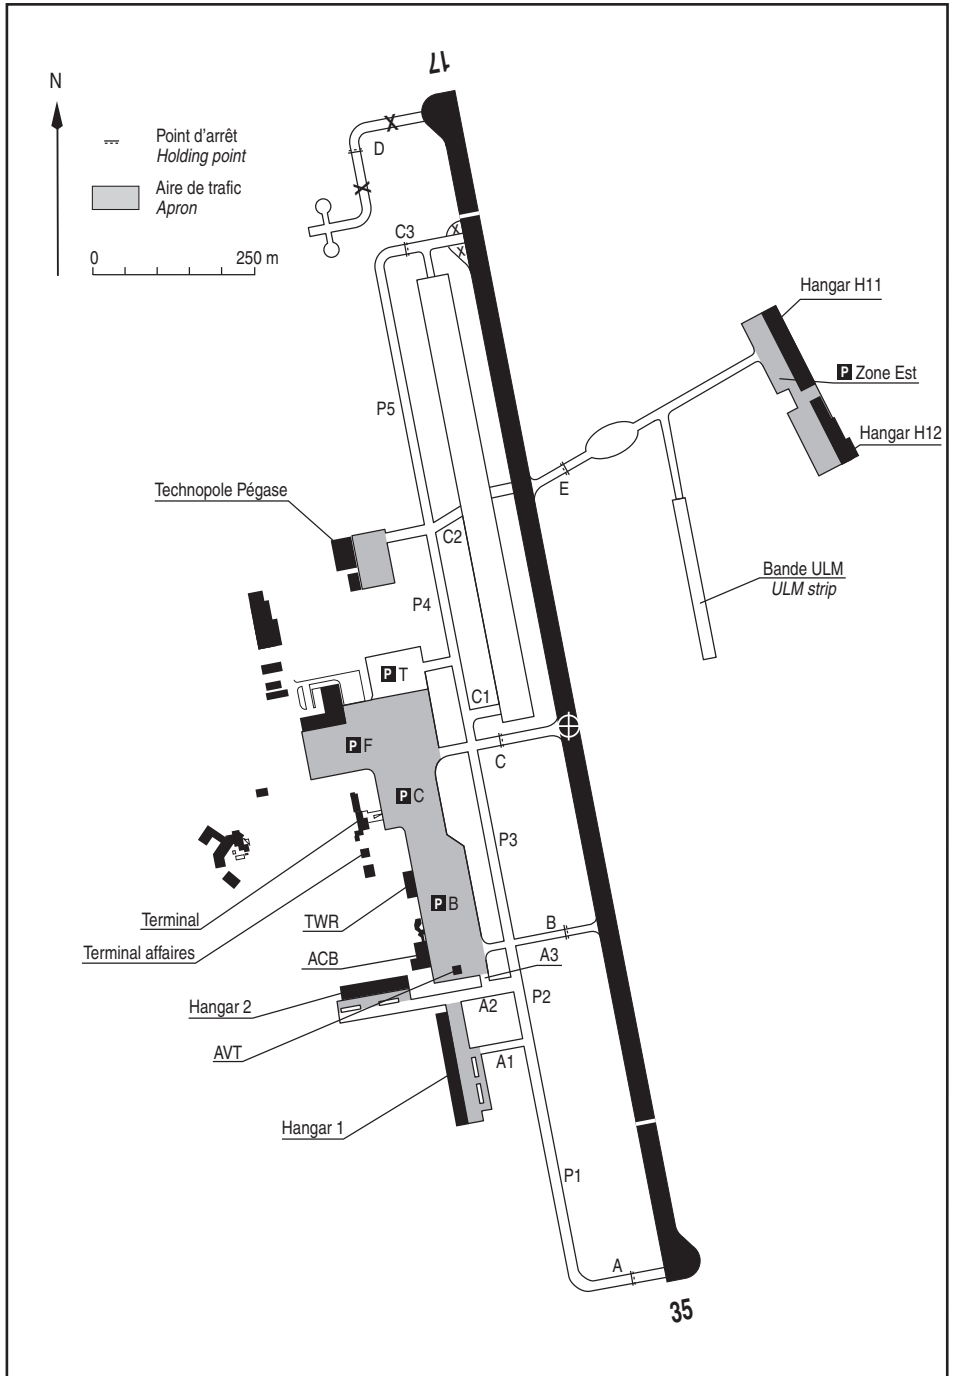 17
N
Point d'arrêt
Holding point
D
Aire de trafic
Apron
0 250 m
C3
X
X
X
X
Hangar H11
P Zone Est
P5
Hangar H12
E
Technopole Pégase
C2
Bande ULM
ULM strip
P4
P T
C1
P F
C
P C
P3
P B
B
Terminal
TWR
Terminal affaires
ACB
A3
Hangar 2
A2
P2
AVT
A1
Hangar 1
P1
A
35